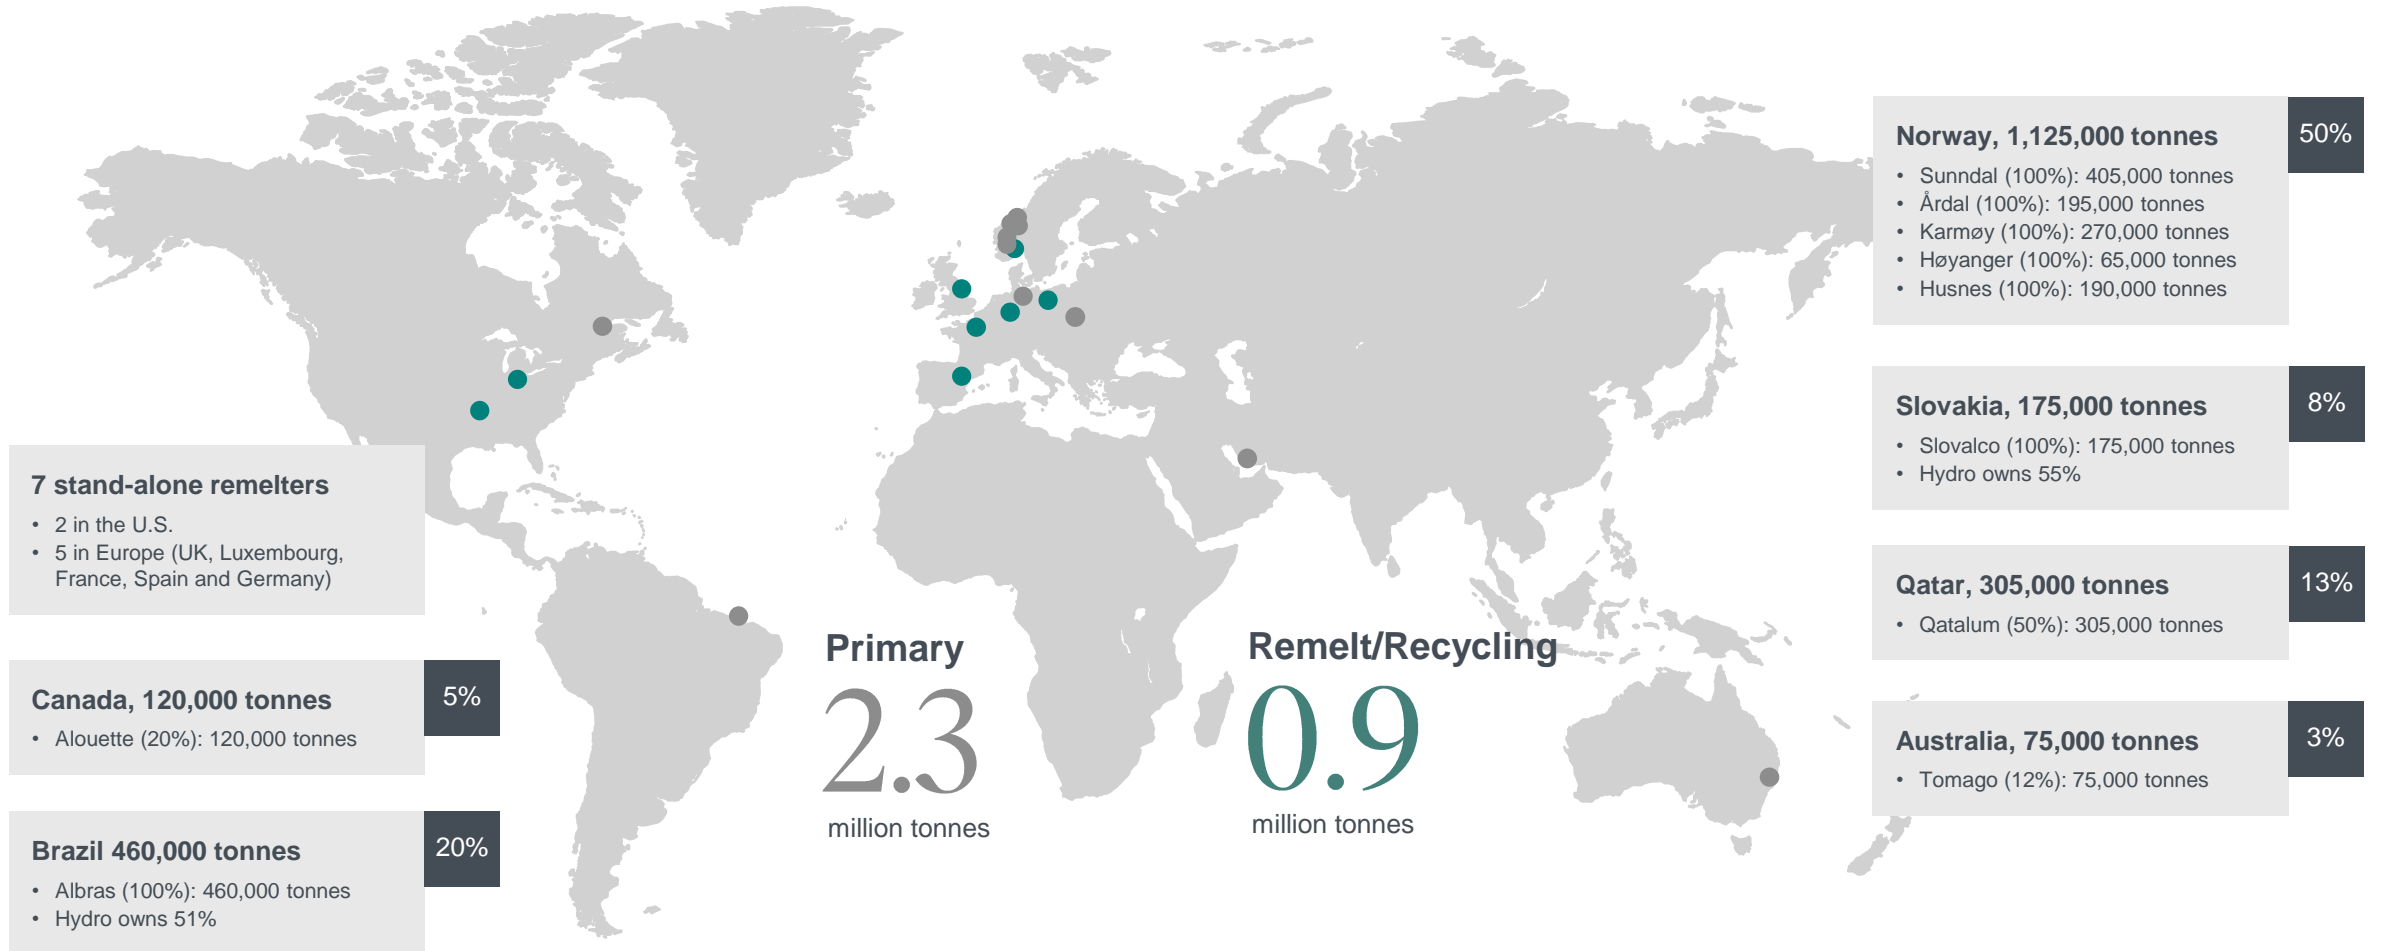 7 stand-alone remelters
• 2 in the U.S.
• 5 in Europe (UK, Luxembourg,
France, Spain and Germany)
Canada, 120,000 tonnes
5%
• Alouette (20%): 120,000 tonnes
Brazil 460,000 tonnes
20%
• Albras (100%): 460,000 tonnes
• Hydro owns 51%
Primary
2.3
million tonnes
Remelt/Recycling
0.9
million tonnes
Norway, 1,125,000 tonnes
50%
• Sunndal (100%): 405,000 tonnes
• Årdal (100%): 195,000 tonnes
• Karmøy (100%): 270,000 tonnes
• Høyanger (100%): 65,000 tonnes
• Husnes (100%): 190,000 tonnes
Slovakia, 175,000 tonnes
8%
• Slovalco (100%): 175,000 tonnes
• Hydro owns 55%
Qatar, 305,000 tonnes
13%
• Qatalum (50%): 305,000 tonnes
Australia, 75,000 tonnes
3%
• Tomago (12%): 75,000 tonnes